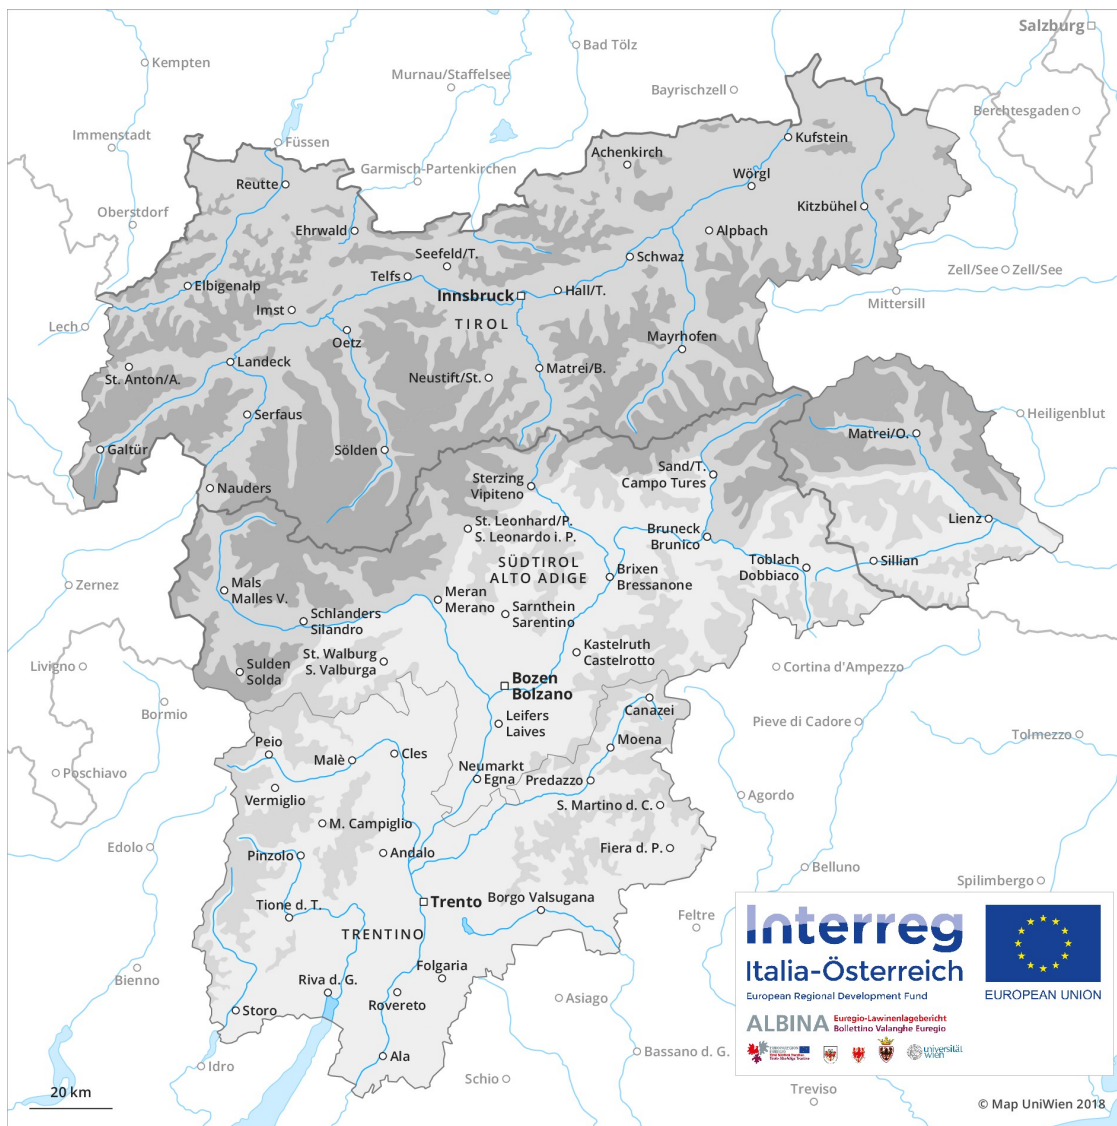 Salzburg
Kempten
Bad Tölz
Murnau/Staffelsee
Bayrischzell
Berchtesgaden
Immenstadt
Füssen
Kufstein
Achenkirch
Garmisch-Partenkirchen
Wörgl
Reutte
Oberstdorf
Kitzbühel
Ehrwald
Alpbach
Seefeld/T.
Schwaz
Telfs
Zell/See
Zell/See
Elbigenalp
Innsbruck
Hall/T.
Mittersill
Imst
Lech
TIROL
Oetz
Mayrhofen
Landeck
Matrei/B.
St. Anton/A.
Neustift/St.
Serfaus
Heiligenblut
Matrei/O.
Galtür
Sölden
Sand/T.
Campo Tures
Sterzing
Vipiteno
Nauders
St. Leonhard/P.
S. Leonardo i. P.
Lienz
Bruneck
Brunico
SÜDTIROL
ALTO ADIGE
Toblach
Dobbiaco
Sillian
Brixen
Bressanone
Zernez
Mals
Malles V.
Meran
Merano
Schlanders
Silandro
Sarnthein
Sarentino
Kastelruth
Castelrotto
St. Walburg
S. Valburga
Livigno
Sulden
Solda
Cortina d'Ampezzo
Bozen
Bolzano
Bormio
Canazei
Leifers
Laives
Pieve di Cadore
Tolmezzo
Moena
Peio
Malè
Cles
Poschiavo
Neumarkt
Egna
Predazzo
Vermiglio
S. Martino d. C.
Agordo
M. Campiglio
Edolo
Pinzolo
Andalo
Fiera d. P.
Belluno
Spilimbergo
Trento
Borgo Valsugana
Tione d. T.
Feltre
TRENTINO
Folgaria
Bienno
Riva d. G.
Rovereto
Asiago
Storo
Ala
Bassano d. G.
Idro
Schio
Treviso
20 km
Interreg
Italia-Österreich
European Regional Development Fund
EUROPEAN UNION
ALBINA
Euregio-Lawinenlagebericht
Bollettino Valanghe Euregio
universität
wien
© Map UniWien 2018